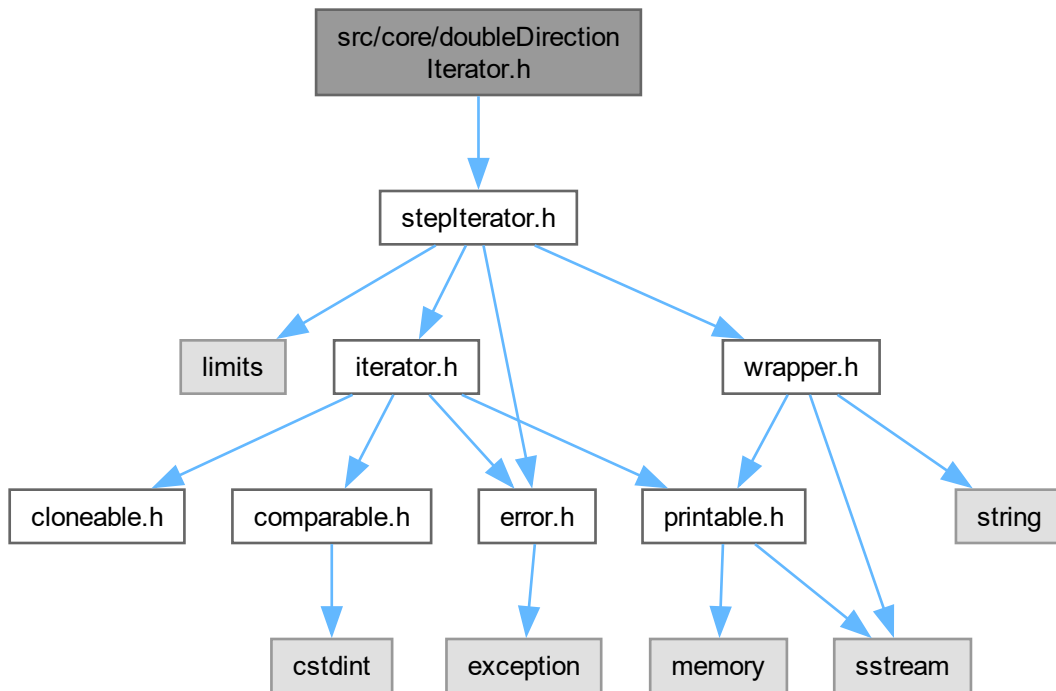 src/core/doubleDirection
Iterator.h
stepIterator.h
limits
iterator.h
wrapper.h
cloneable.h
comparable.h
error.h
printable.h
string
cstdint
exception
memory
sstream